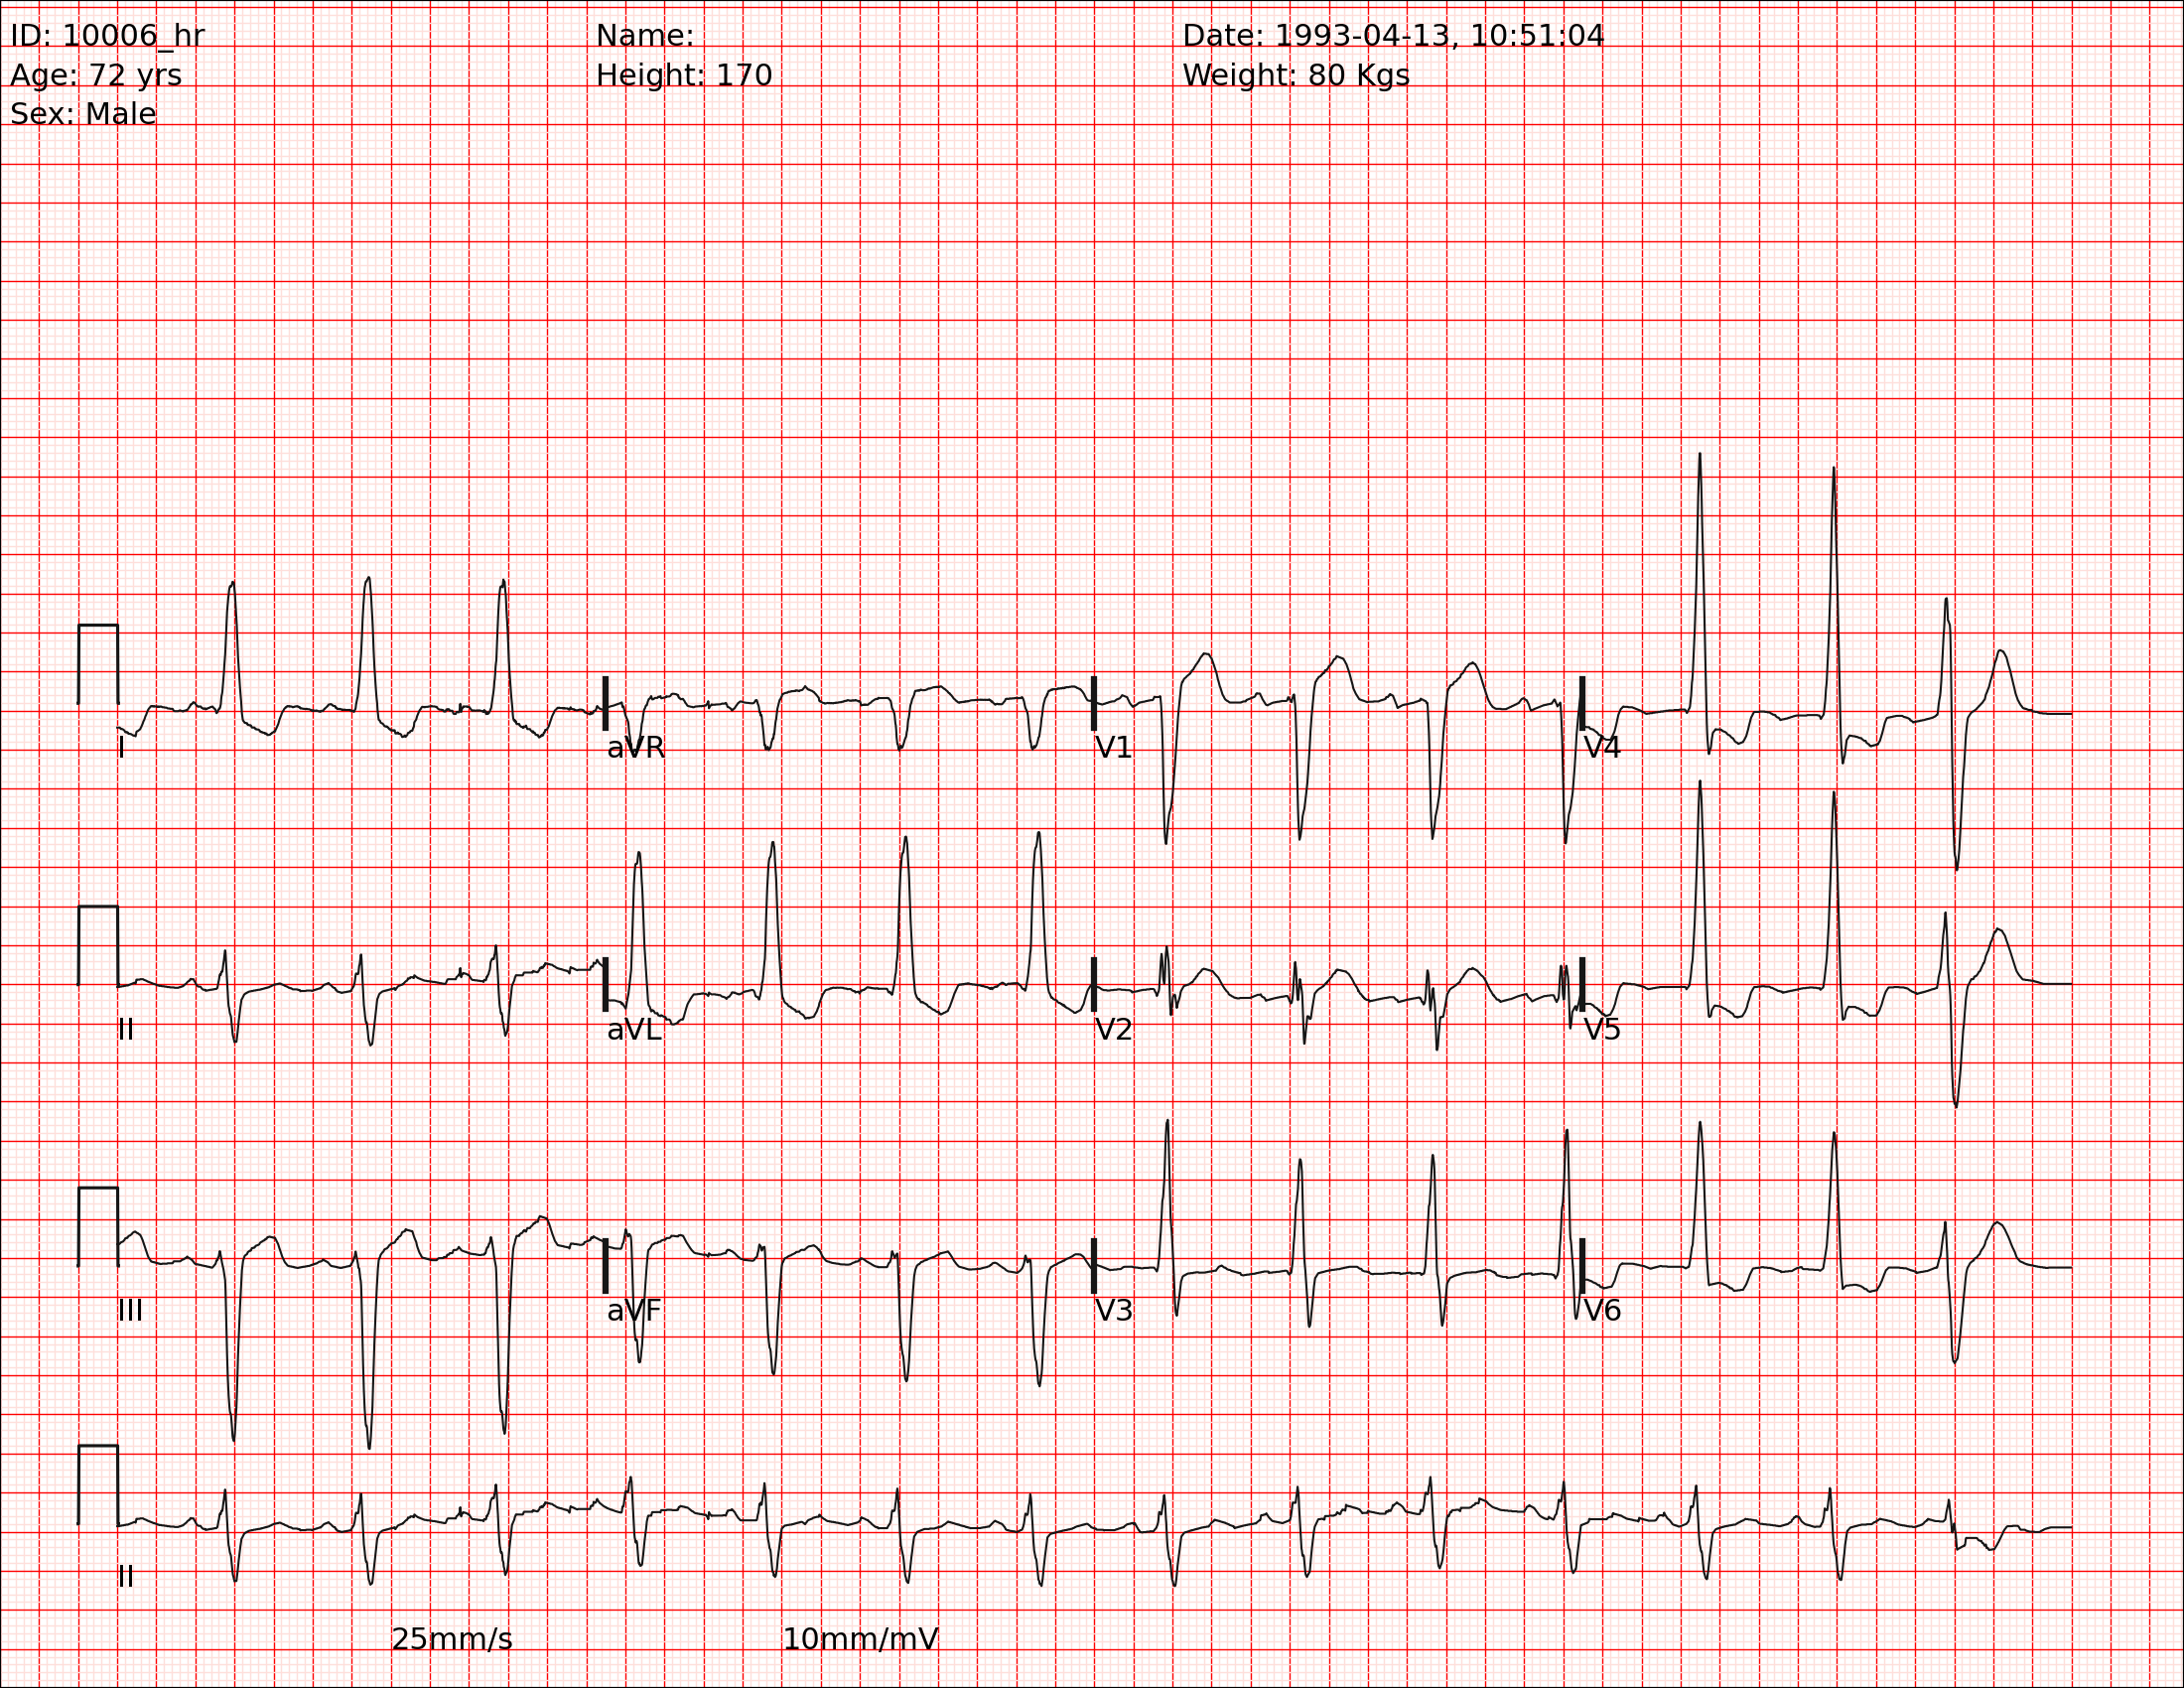 ID: 10006_hr Name: Date: 1993-04-13, 10:51:04
Age: 72 yrs Height: 170 Weight: 80 Kgs
Sex: Male
I aVR V1 V4
II aVL V2 V5
III aVF V3 V6
II
25mm/s 10mm/mV